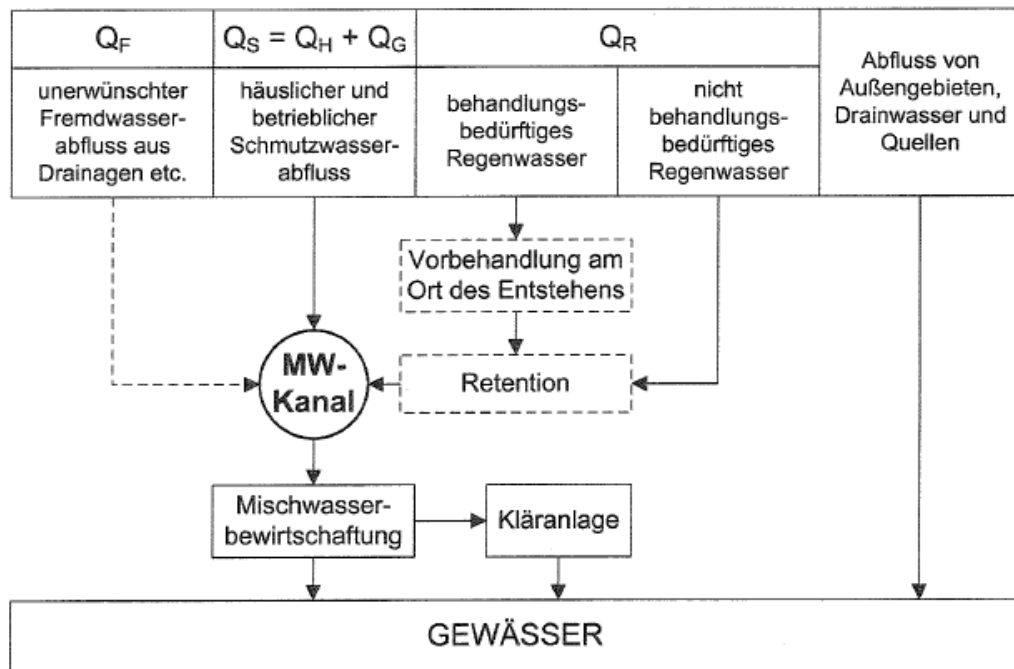 Q_F
Q_S = Q_H + Q_G
Q_R
Abfluss von
Außengebieten,
Drainwasser und
Quellen
unerwünschter
Fremdwasser-
abfluss aus
Drainagen etc.
häuslicher und
betrieblicher
Schmutzwasser-
abfluss
behandlungs-
bedürftiges
Regenwasser
nicht
behandlungs-
bedürftiges
Regenwasser
Vorbehandlung am
Ort des Entstehens
MW-
Kanal
Retention
Mischwasser-
bewirtschaftung
Kläranlage
GEWÄSSER